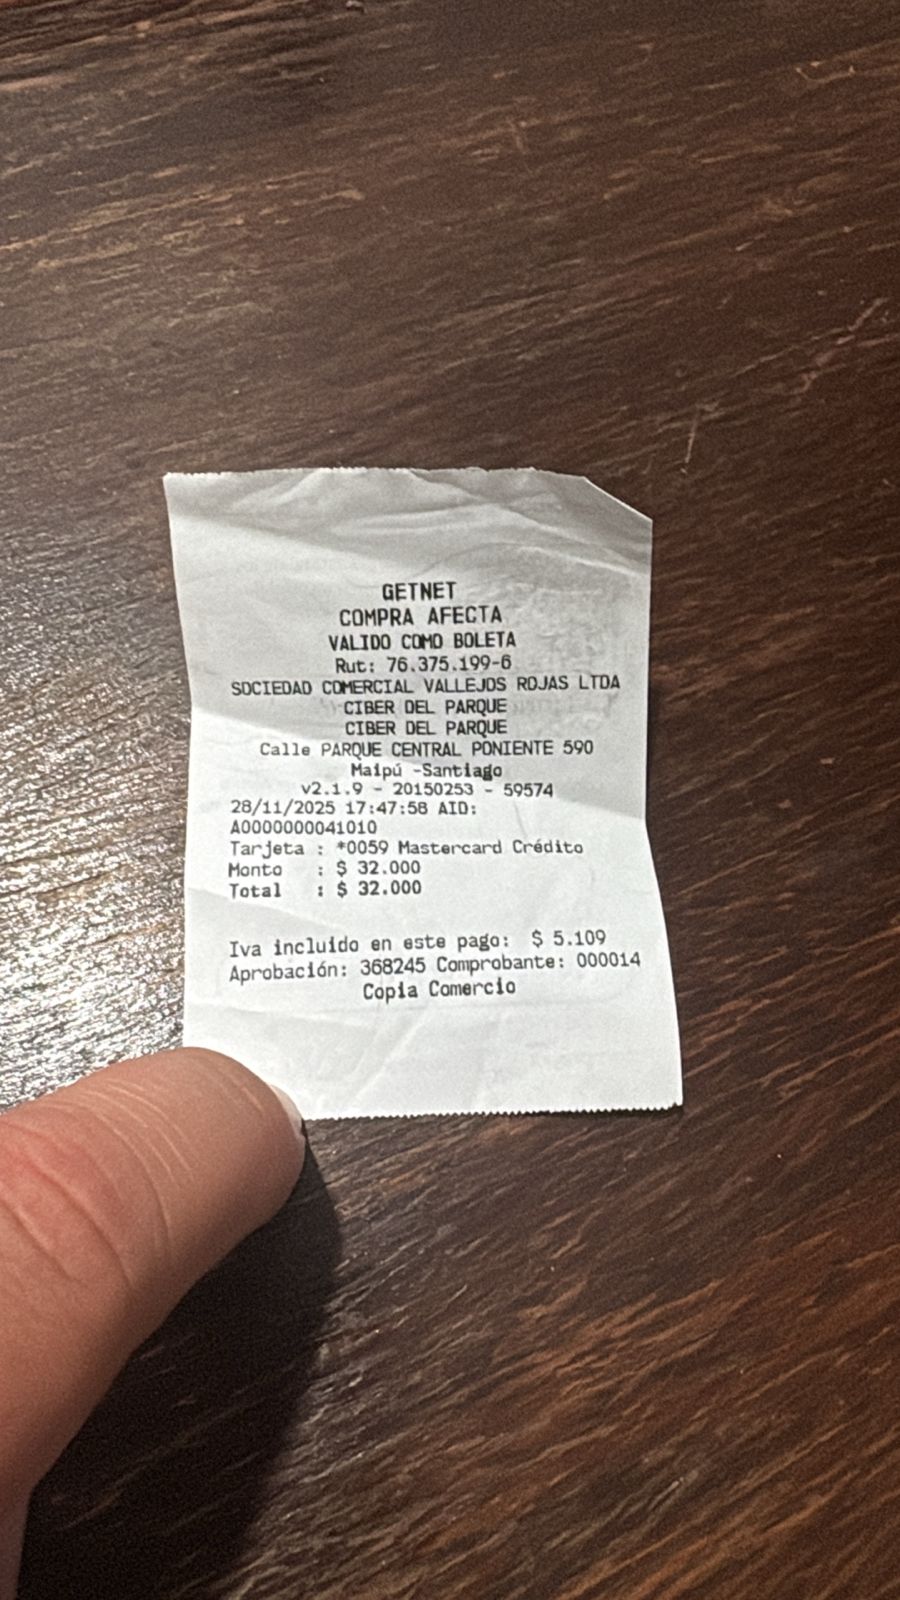 GETNET
COMPRA AFECTA
VALIDO COMO BOLETA
Rut: 76.375.199-6
SOCIEDAD COMERCIAL VALLEJOS ROJAS LTDA
CIBER DEL PARQUE
CIBER DEL PARQUE
Calle PARQUE CENTRAL PONIENTE 590
Maipú -Santiago
v2.1.9 - 20150253 - 59574
28/11/2025 17:47:58 AID:
A0000000041010
Tarjeta : *0059 Mastercard Crédito
Monto : $ 32.000
Total : $ 32.000
Iva incluido en este pago: $ 5.109
Aprobación: 368245 Comprobante: 000014
Copia Comercio